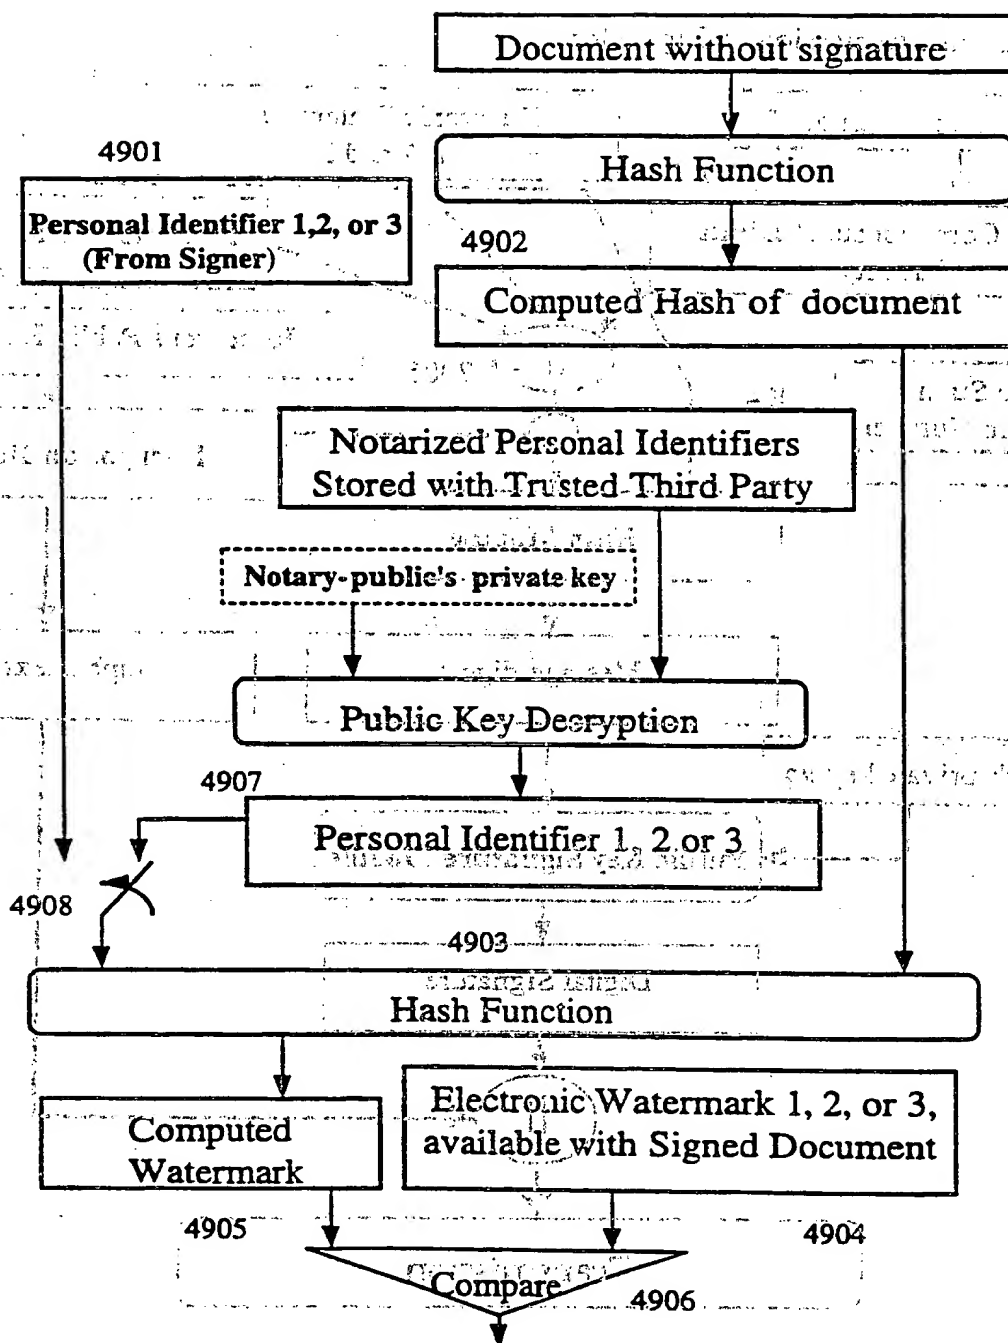 Document without signature
Hash Function
4901
Personal Identifier 1,2, or 3
(From Signer)
4902
Computed Hash of document
Notarized Personal Identifiers
Stored with Trusted Third Party
Notary-public's private key
Public Key Decryption
4907
Personal Identifier 1, 2 or 3
4908
4903
Hash Function
Computed
Watermark
Electronic Watermark 1, 2, or 3,
available with Signed Document
4905
4904
Compare
4906